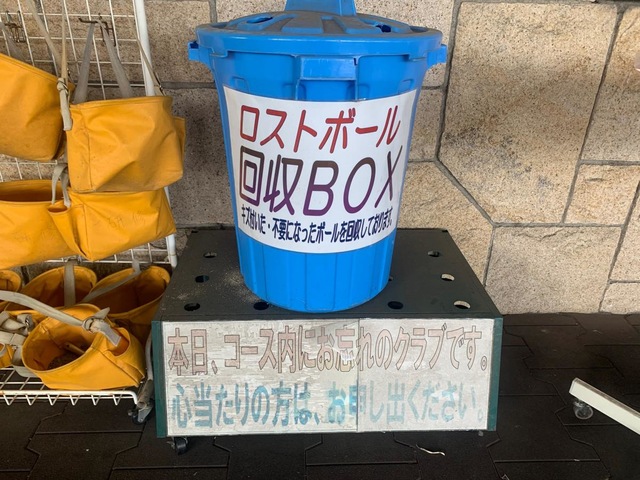 ロストボール
回収BOX
キズ付いた・不要になったボールを回収しております。
本日、コース内にお忘れのクラブです。
心当たりの方は、お申し出ください。